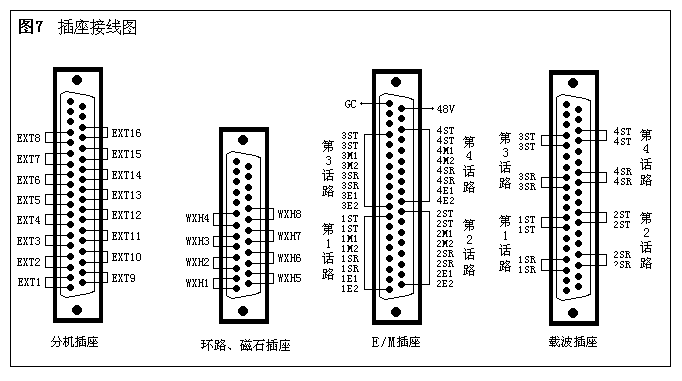 图7 插座接线图
EXT8
EXT7
EXT6
EXT5
EXT4
EXT3
EXT2
EXT1
EXT16
EXT15
EXT14
EXT13
EXT12
EXT11
EXT10
EXT9
分机插座
WXH4
WXH3
WXH2
WXH1
WXH8
WXH7
WXH6
WXH5
环路、磁石插座
GC
48V
第3话路
3ST
3ST
3M1
3M2
3SR
3SR
3E1
3E2
第1话路
1ST
1ST
1M1
1M2
1SR
1SR
1E1
1E2
4ST
4ST
4M1
4M2
4SR
4SR
4E1
4E2
第4话路
2ST
2ST
2M1
2M2
2SR
2SR
2E1
2E2
第2话路
E/M插座
第3话路
3ST
3ST
3SR
3SR
第1话路
1ST
1ST
1SR
1SR
4ST
4ST
4SR
4SR
第4话路
2ST
2ST
2SR
?SR
第2话路
载波插座